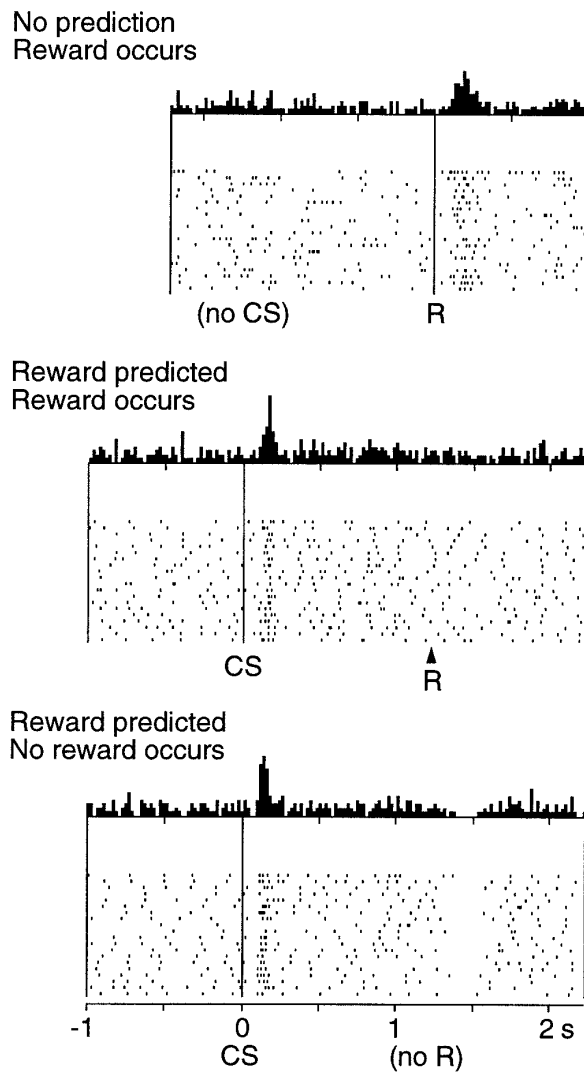 No prediction
Reward occurs
(no CS) R
Reward predicted
Reward occurs
CS
R
Reward predicted
No reward occurs
-1 0 1 2 s
CS (no R)